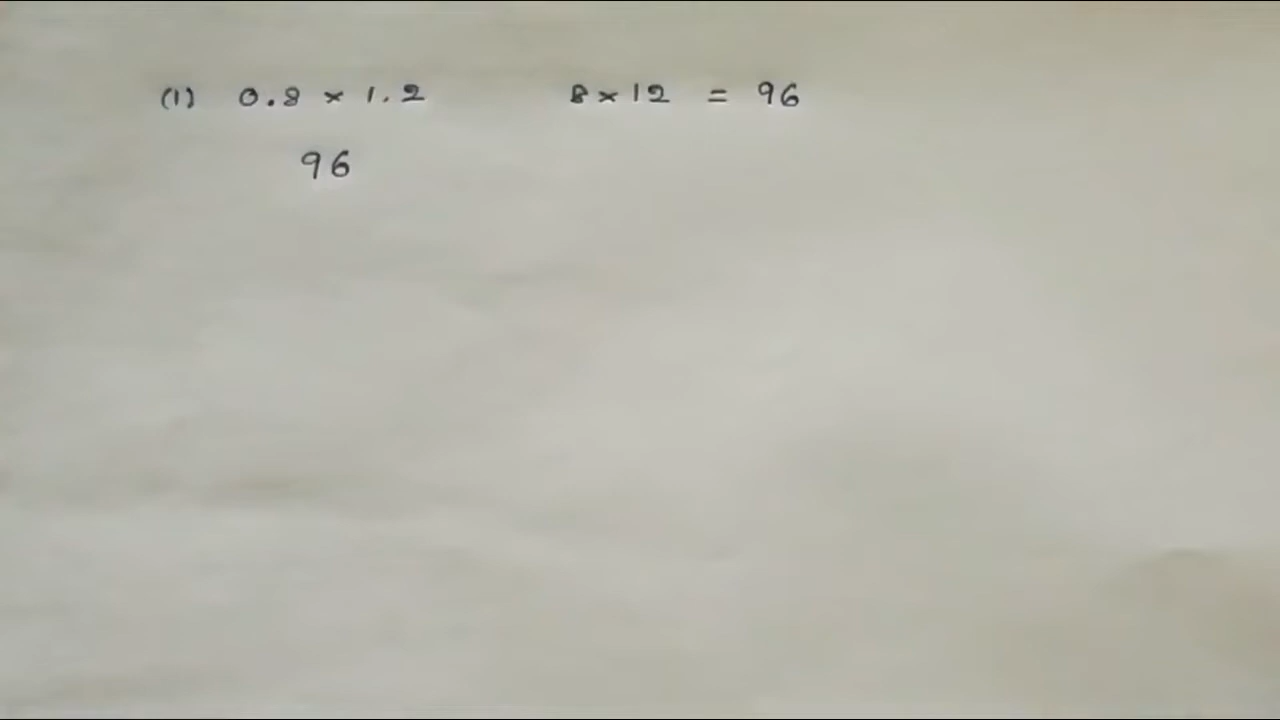 (1) 0.8 × 1.2 8 × 12 = 96
96